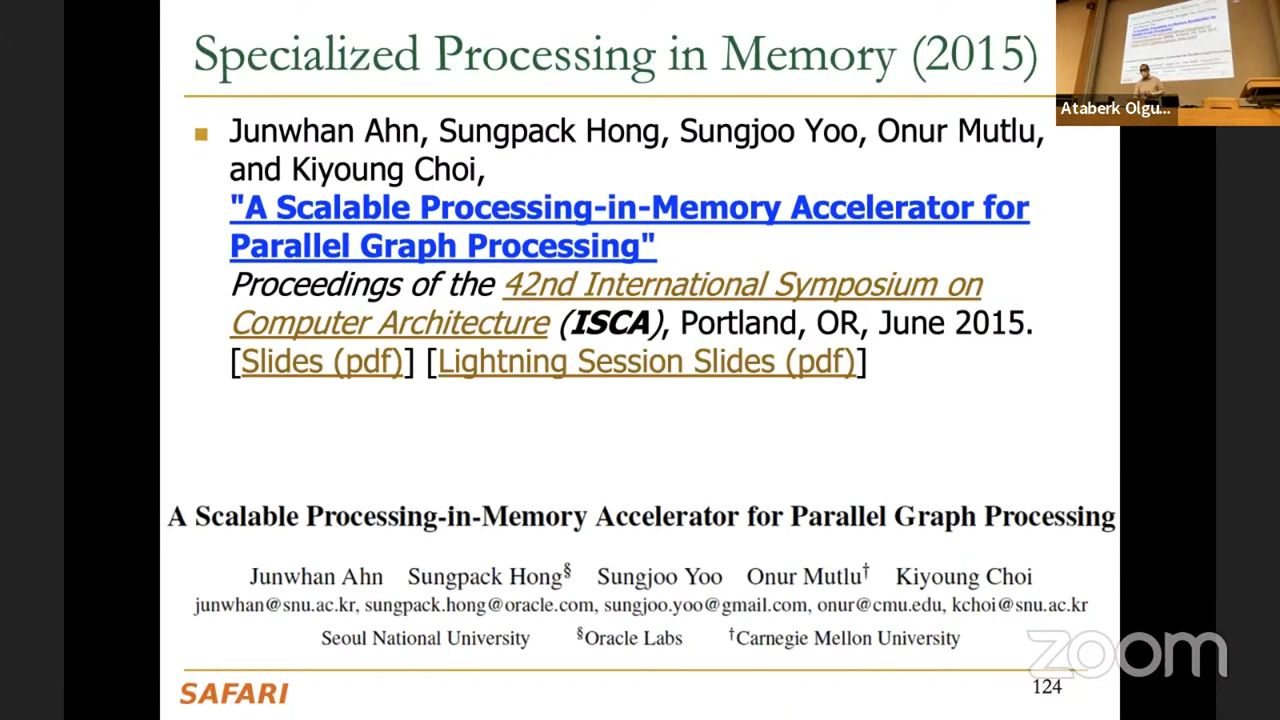 Specialized Processing in Memory (2015)
Ataberk Olgu...
Junwhan Ahn, Sungpack Hong, Sungjoo Yoo, Onur Mutlu,
and Kiyoung Choi,
"A Scalable Processing-in-Memory Accelerator for
Parallel Graph Processing"
Proceedings of the 42nd International Symposium on
Computer Architecture (ISCA), Portland, OR, June 2015.
[Slides (pdf)] [Lightning Session Slides (pdf)]
A Scalable Processing-in-Memory Accelerator for Parallel Graph Processing
Junwhan Ahn Sungpack Hong§ Sungjoo Yoo Onur Mutlu† Kiyoung Choi
junwhan@snu.ac.kr, sungpack.hong@oracle.com, sungjoo.yoo@gmail.com, onur@cmu.edu, kchoi@snu.ac.kr
Seoul National University §Oracle Labs †Carnegie Mellon University
zoom
SAFARI
124